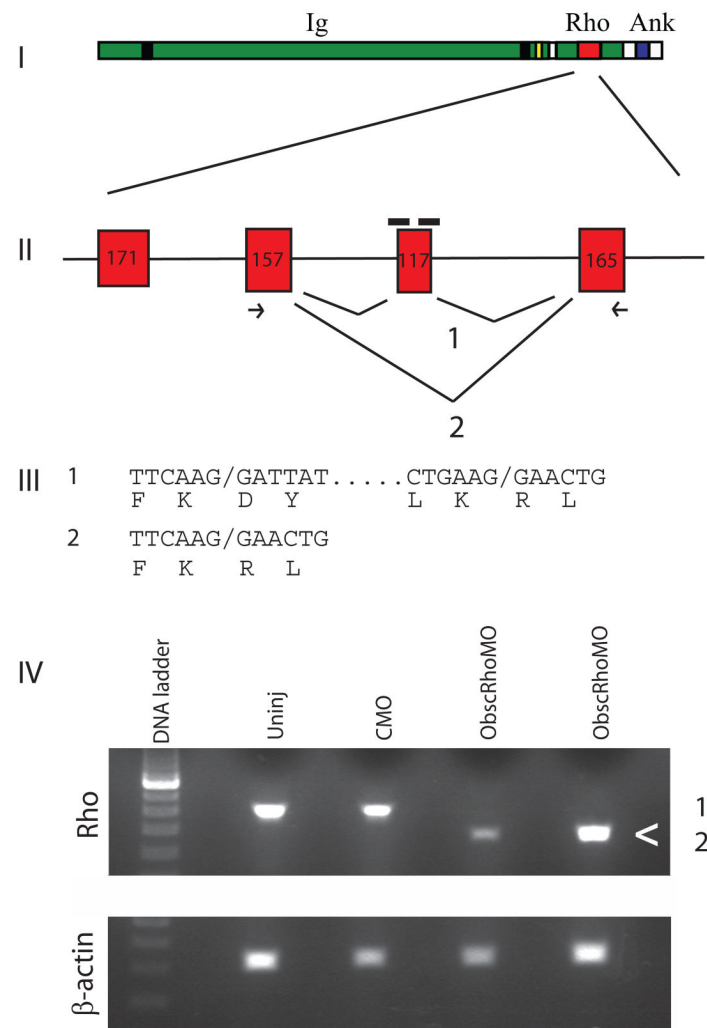 Ig Rho Ank
I
II
171 157 117 165
1
2
III 1 TTCAAG/GATTAT.....CTGAAG/GAACTG
F K D Y L K R L
2 TTCAAG/GAACTG
F K R L
IV
DNA ladder
Uninj
CMO
ObscRhoMO
ObscRhoMO
Rho
< 1
2
β-actin